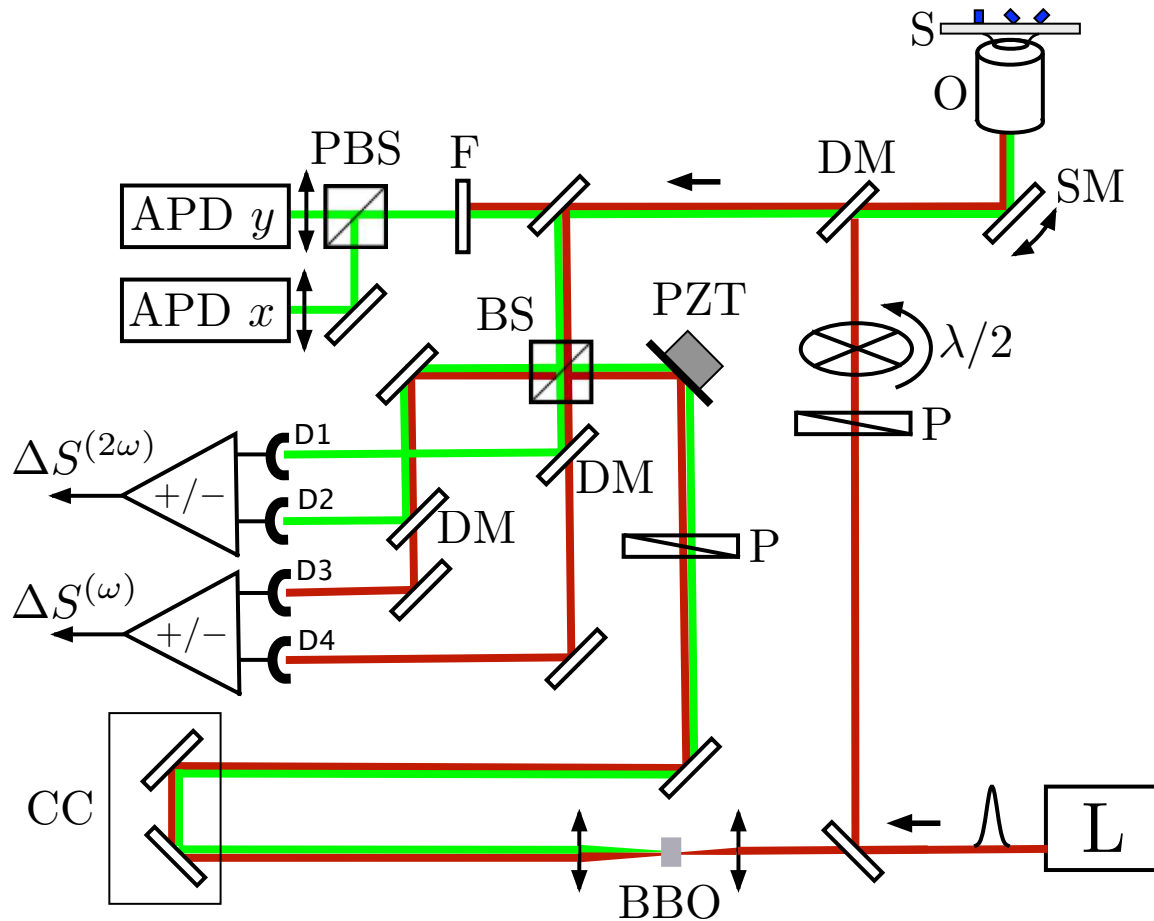 S
O
PBS
F
DM
SM
APD y
APD x
BS
PZT
λ/2
P
D1
ΔS^(2ω)
+/−
DM
D2
DM
P
D3
ΔS^(ω)
+/−
D4
CC
BBO
L